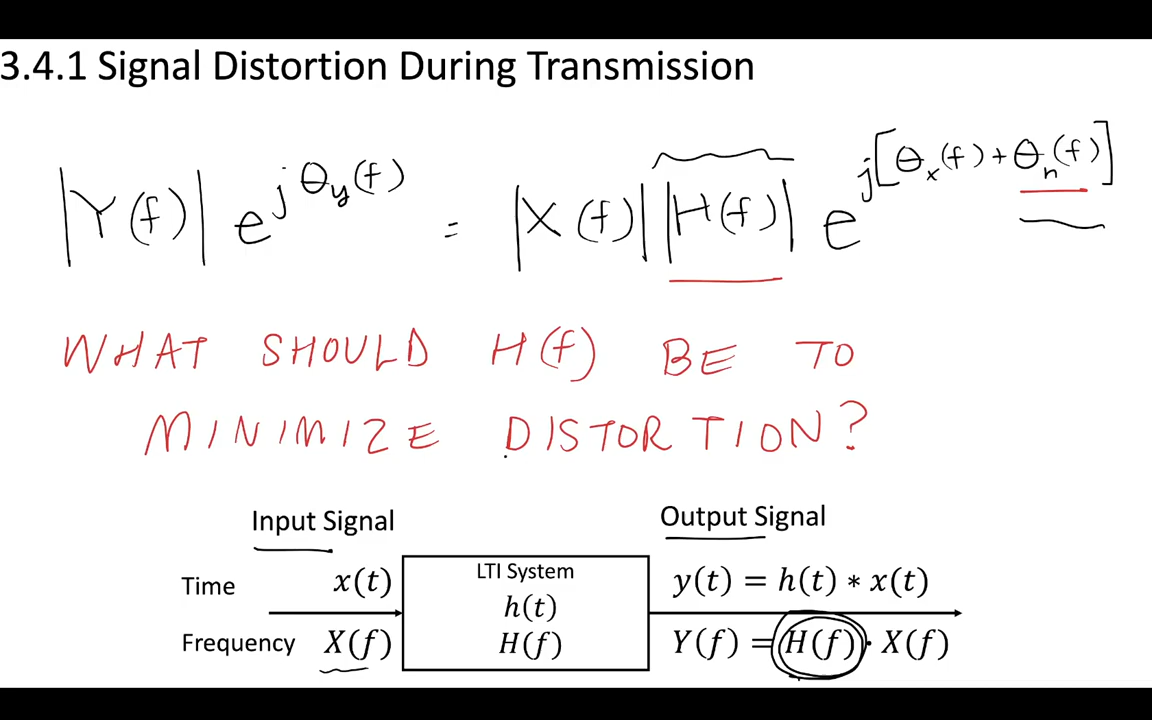 3.4.1 Signal Distortion During Transmission
|Y(f)| e^{jθ_y(f)} = |X(f)| |H(f)| e^{j[θ_x(f)+θ_h(f)]}
WHAT SHOULD H(f) BE TO
MINIMIZE DISTORTION?
Input Signal
Output Signal
Time
x(t)
LTI System
h(t)
H(f)
y(t) = h(t) ∗ x(t)
Frequency
X(f)
Y(f) = H(f) · X(f)